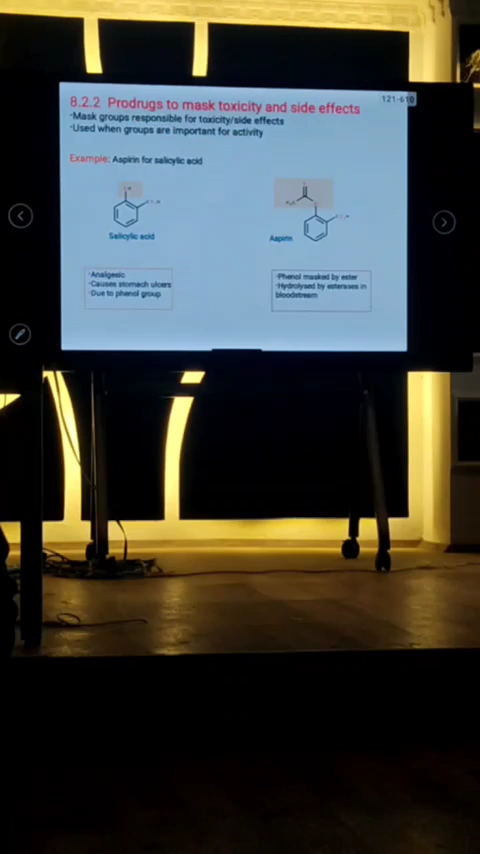 121-610
8.2.2 Prodrugs to mask toxicity and side effects
·Mask groups responsible for toxicity/side effects
·Used when groups are important for activity
Example: Aspirin for salicylic acid
Salicylic acid
Aspirin
·Analgesic
·Causes stomach ulcers
·Due to phenol group
·Phenol masked by ester
·Hydrolysed by esterases in
bloodstream